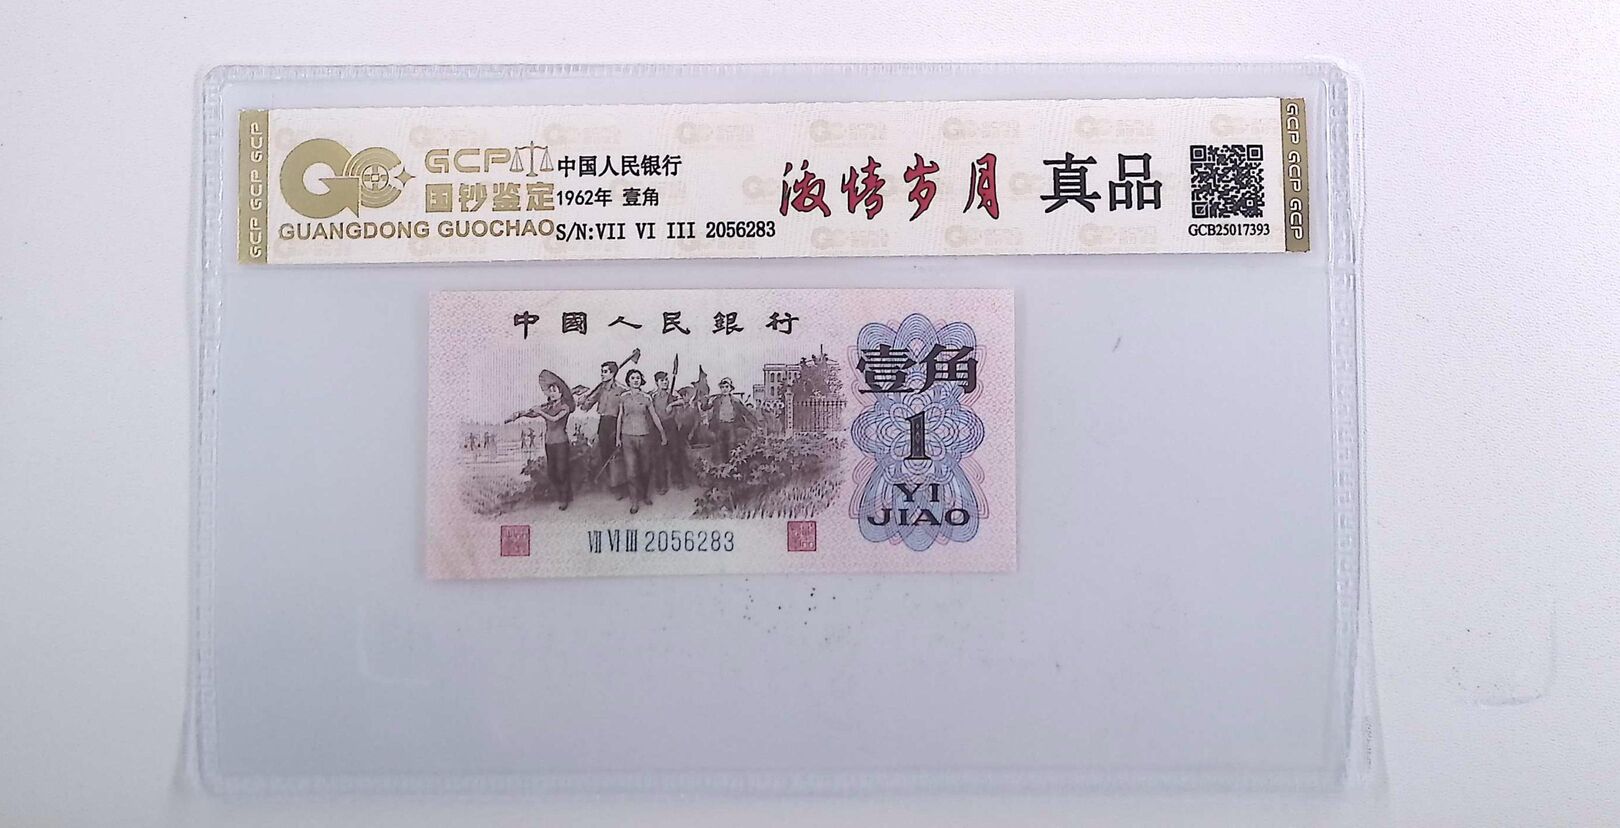 GCP GCP GCP
GCP
国钞鉴定
GUANGDONG GUOCHAO
中国人民银行
1962年 壹角
S/N:VII VI III 2056283
激情岁月
真品
GCB25017393
GCP GCP GCP
中國人民銀行
壹角
1
YI
JIAO
VII VI III 2056283